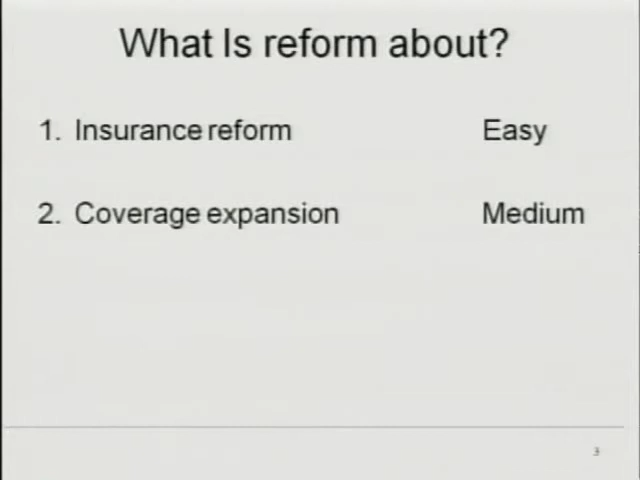 What Is reform about?
1. Insurance reform Easy
2. Coverage expansion Medium
3